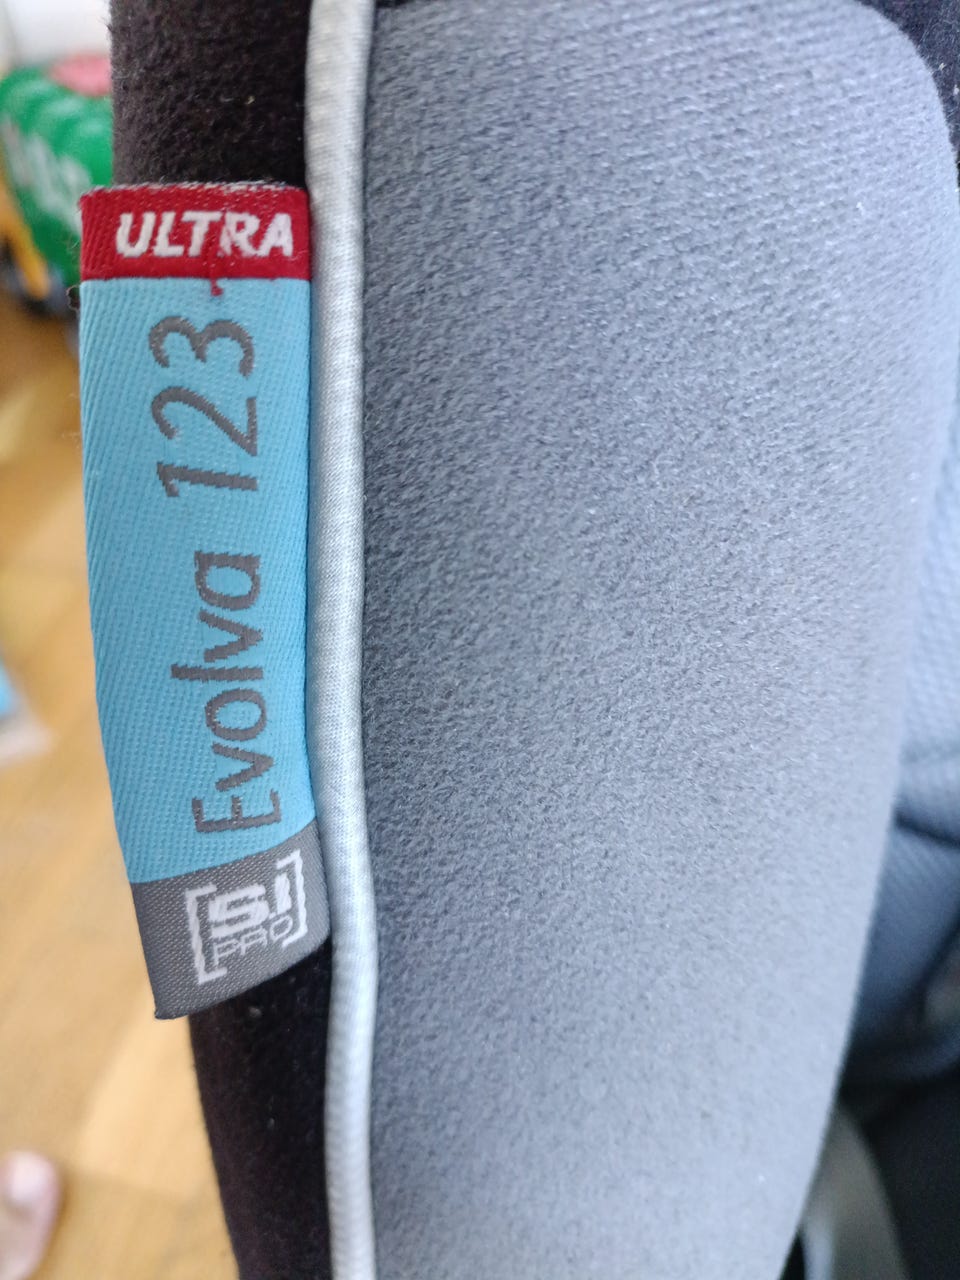 ULTRA
Evolva 123
[SI
PRO]